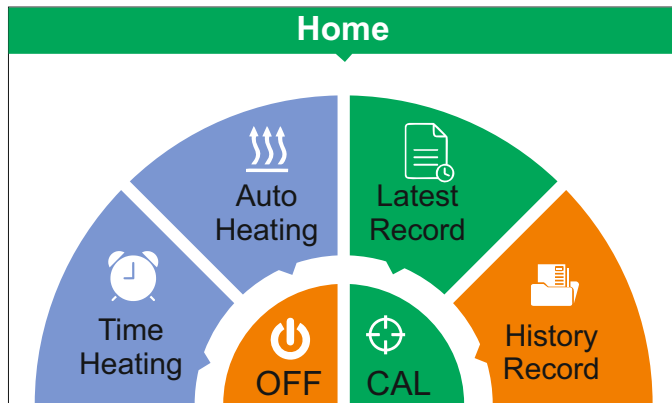 Home
Auto
Heating
Latest
Record
Time
Heating
History
Record
OFF
CAL